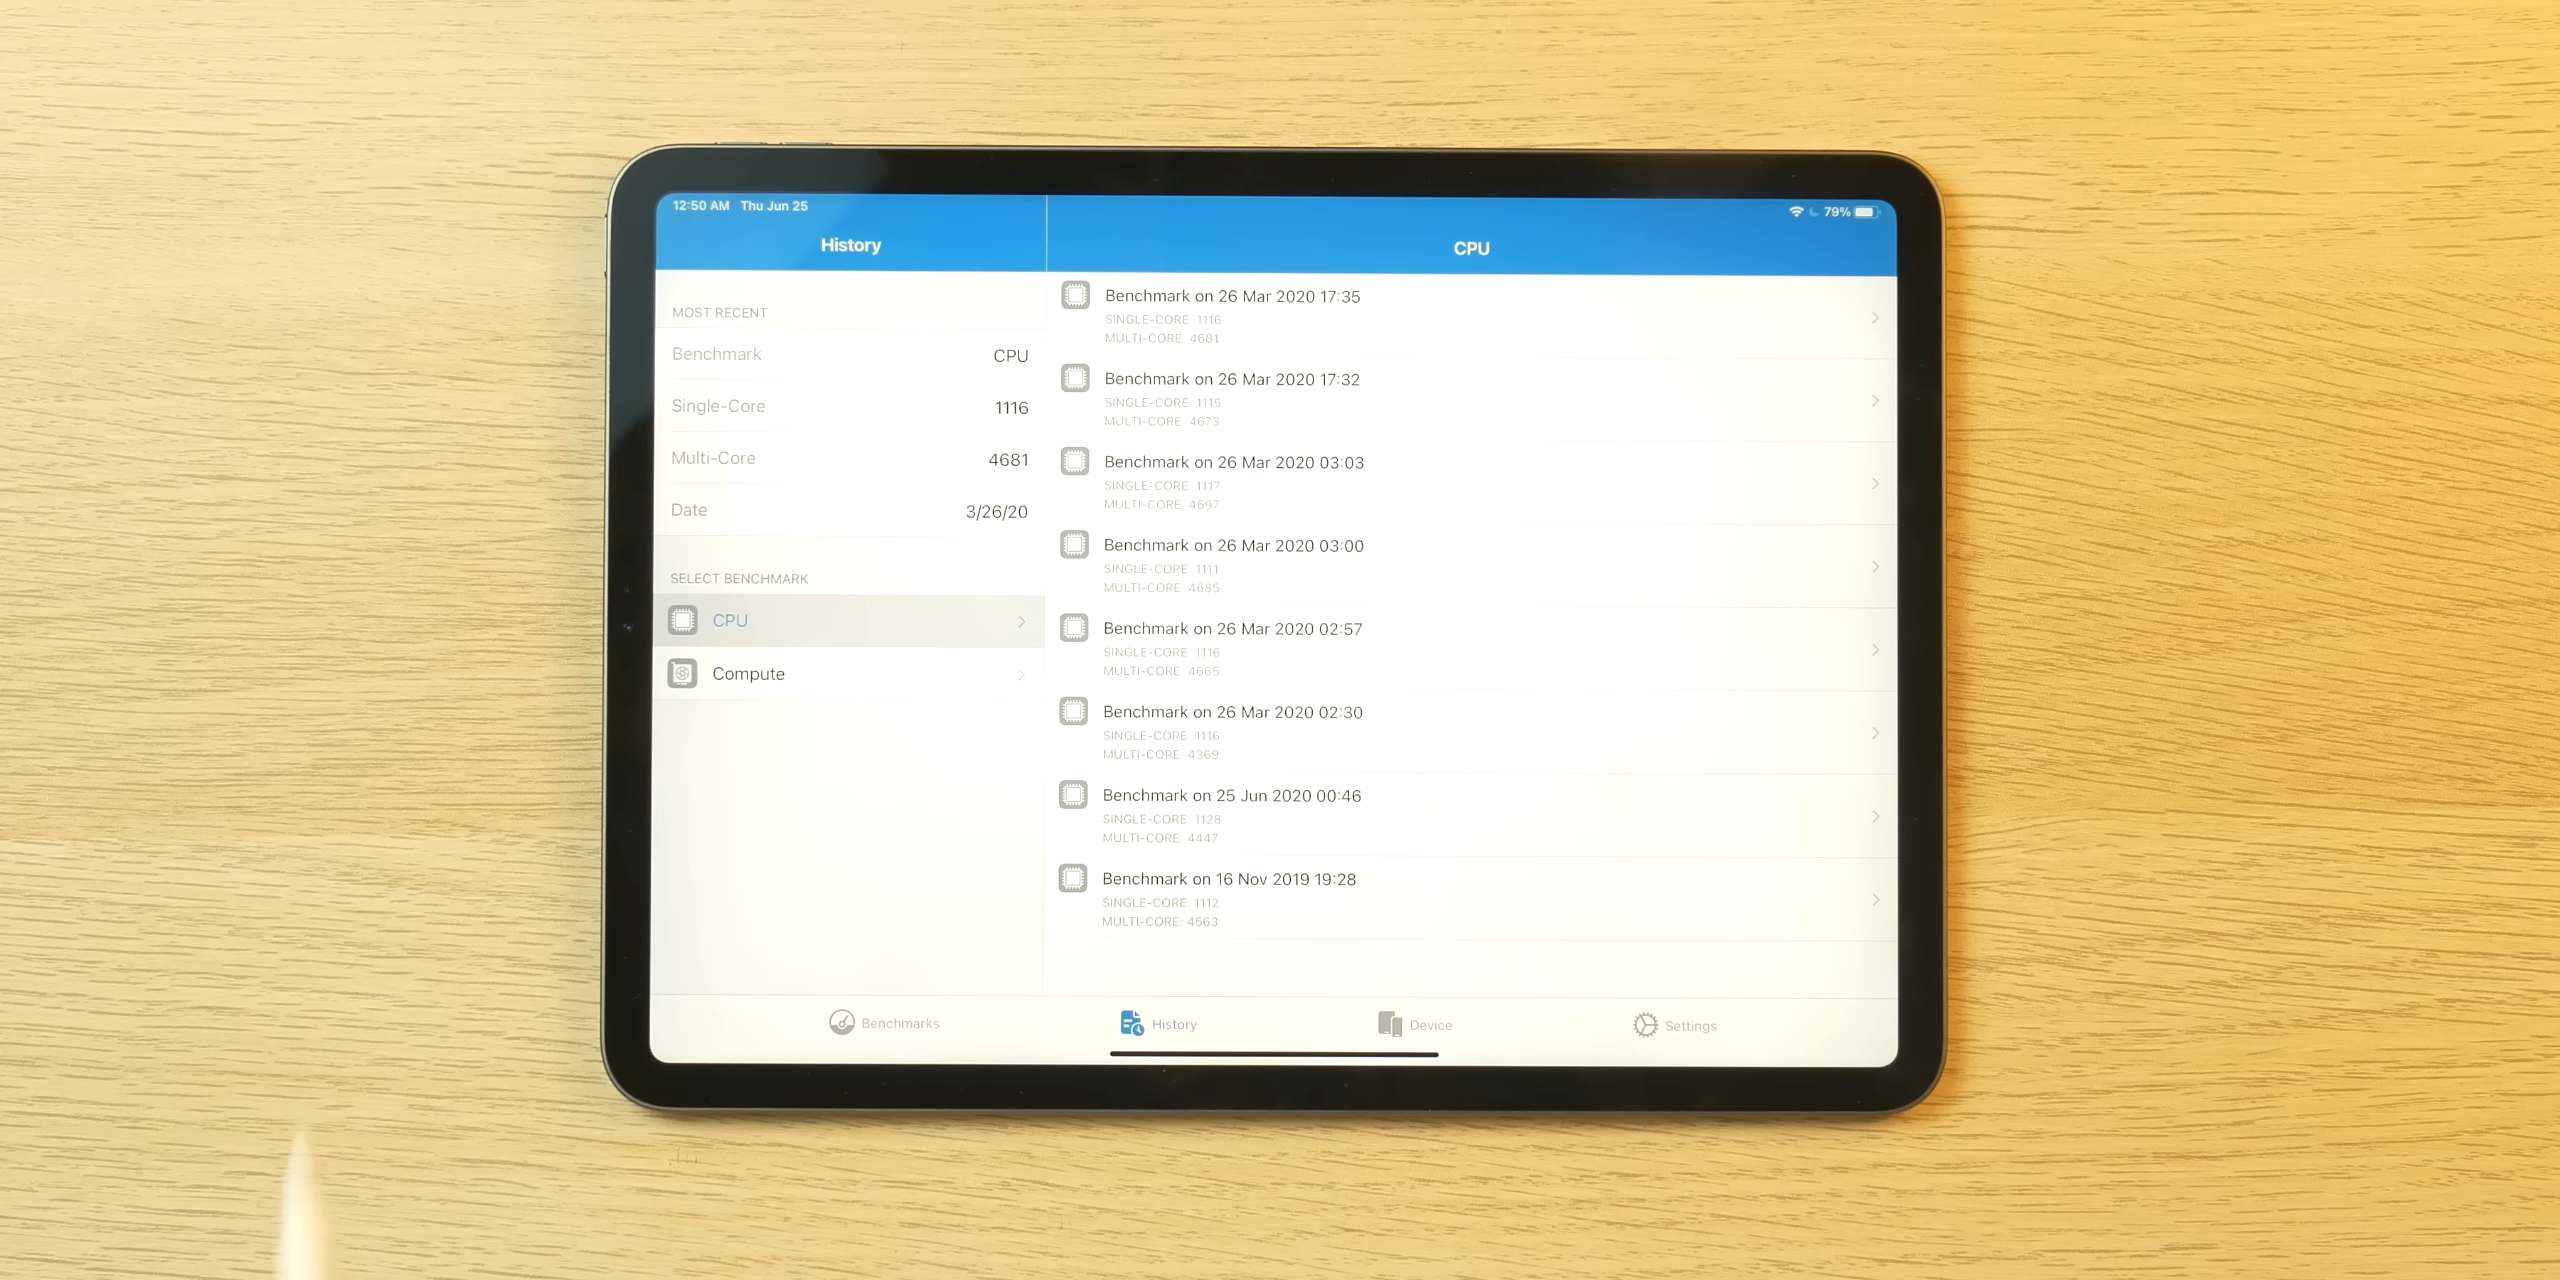 12:50 AM Thu Jun 25
79%
History
CPU
MOST RECENT
Benchmark CPU
Single-Core 1116
Multi-Core 4681
Date 3/26/20
SELECT BENCHMARK
CPU
Compute
Benchmark on 26 Mar 2020 17:35
SINGLE-CORE 1116
MULTI-CORE 4681
Benchmark on 26 Mar 2020 17:32
SINGLE-CORE 1115
MULTI-CORE 4673
Benchmark on 26 Mar 2020 03:03
SINGLE-CORE 1117
MULTI-CORE 4697
Benchmark on 26 Mar 2020 03:00
SINGLE-CORE 1111
MULTI-CORE 4685
Benchmark on 26 Mar 2020 02:57
SINGLE-CORE 1116
MULTI-CORE 4665
Benchmark on 26 Mar 2020 02:30
SINGLE-CORE 1116
MULTI-CORE 4369
Benchmark on 25 Jun 2020 00:46
SINGLE-CORE 1128
MULTI-CORE 4447
Benchmark on 16 Nov 2019 19:28
SINGLE-CORE 1112
MULTI-CORE 4563
Benchmarks
History
Device
Settings